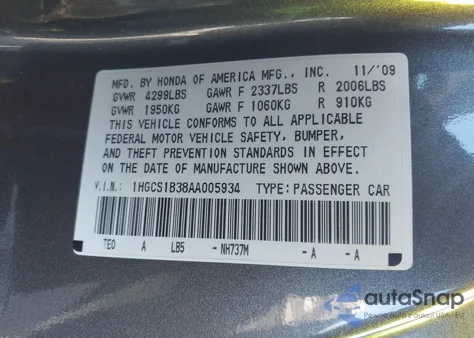 MFD. BY HONDA OF AMERICA MFG., INC. 11/'09
GVWR 4299LBS GAWR F 2337LBS R 2006LBS
GVWR 1950KG GAWR F 1060KG R 910KG
THIS VEHICLE CONFORMS TO ALL APPLICABLE
FEDERAL MOTOR VEHICLE SAFETY, BUMPER,
AND THEFT PREVENTION STANDARDS IN EFFECT
ON THE DATE OF MANUFACTURE SHOWN ABOVE.
V.I.N.: 1HGCS1B38AA005934 TYPE: PASSENGER CAR
TE0 A LB5 -NH737M -A -A
autoSnap